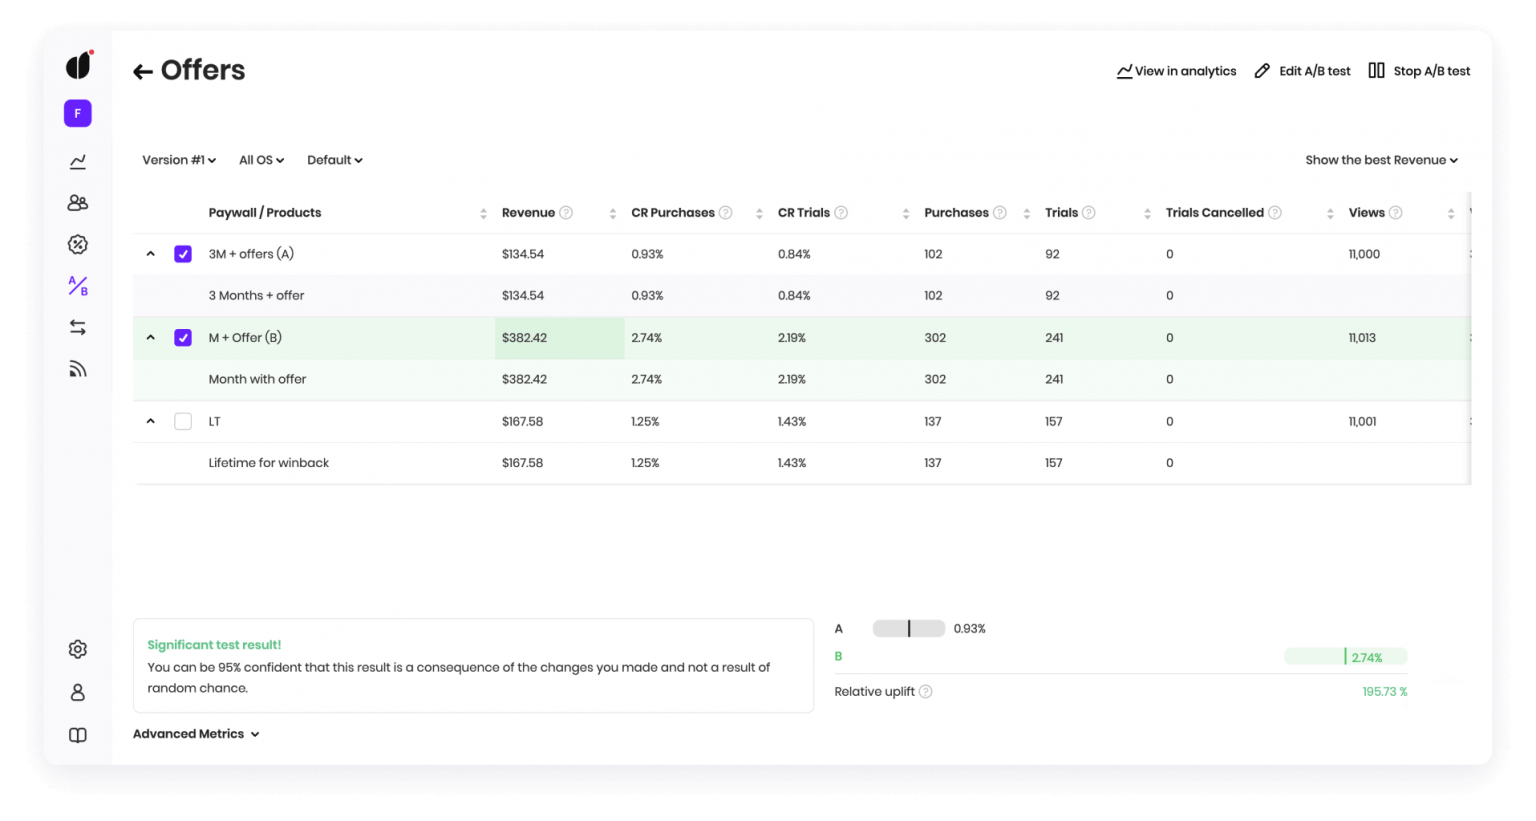 Offers
View in analytics Edit A/B test Stop A/B test
F
Version #1 All OS Default Show the best Revenue
Paywall / Products Revenue ? CR Purchases ? CR Trials ? Purchases ? Trials ? Trials Cancelled ? Views ?
3M + offers (A) $134.54 0.93% 0.84% 102 92 0 11,000
3 Months + offer $134.54 0.93% 0.84% 102 92 0
A/B
M + Offer (B) $382.42 2.74% 2.19% 302 241 0 11,013
Month with offer $382.42 2.74% 2.19% 302 241 0
LT $167.58 1.25% 1.43% 137 157 0 11,001
Lifetime for winback $167.58 1.25% 1.43% 137 157 0
Significant test result!
You can be 95% confident that this result is a consequence of the changes you made and not a result of
random chance.
A 0.93%
B 2.74%
Relative uplift ? 195.73 %
Advanced Metrics